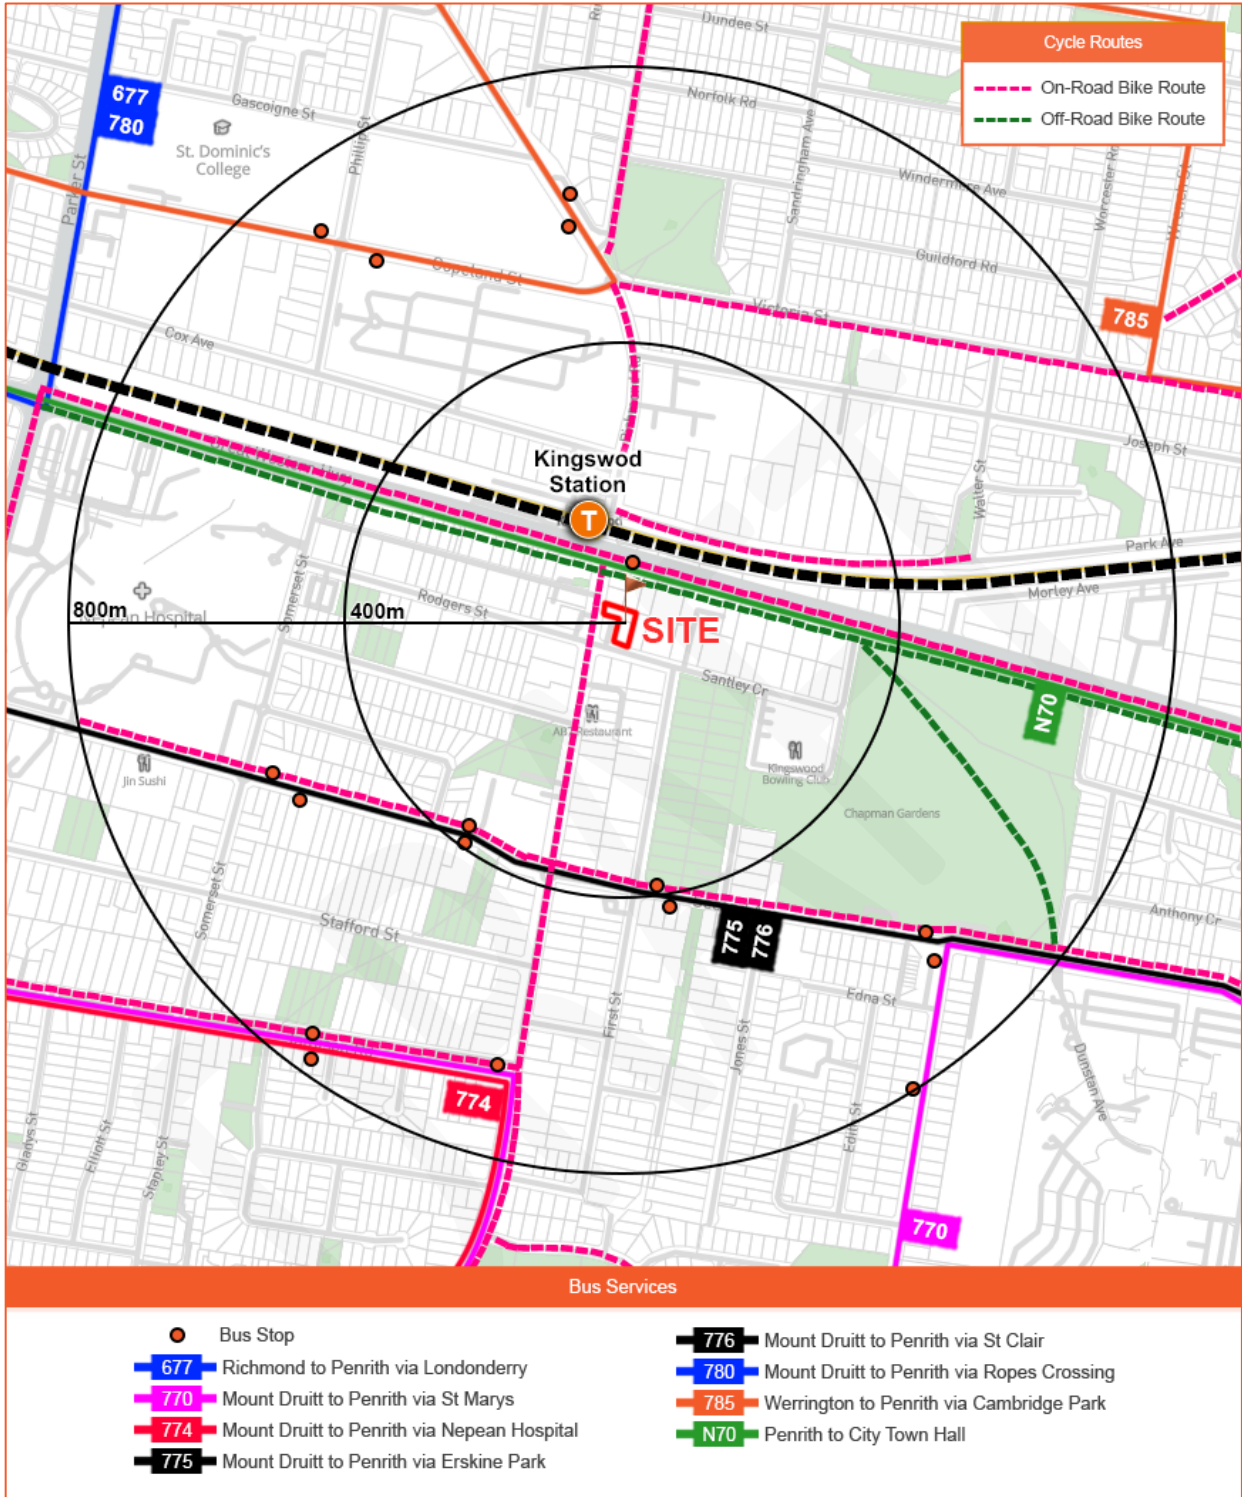 Dundee St
Cycle Routes
On-Road Bike Route
Off-Road Bike Route
677
780
Gascoigne St
Norfolk Rd
Phillip St
St. Dominic's
College
Sandringham Ave
Windermere Ave
Worcester Rd
Parker St
Guildford Rd
Copeland St
Victoria St
785
Cox Ave
Joseph St
Great Western Hwy
Kingswod
Station
T
Walter St
Park Ave
Morley Ave
Somerset St
Rodgers St
800m
400m
Nepean Hospital
SITE
Santley Cr
N70
Jin Sushi
Kingswood
Bowling Club
Chapman Gardens
Somerset St
Stafford St
775
776
Anthony Cr
Edna St
First St
Jones St
774
Edith St
Dunstan Ave
Gladys St
Elliott St
Stapley St
770
Bus Services
Bus Stop
677 Richmond to Penrith via Londonderry
770 Mount Druitt to Penrith via St Marys
774 Mount Druitt to Penrith via Nepean Hospital
775 Mount Druitt to Penrith via Erskine Park
776 Mount Druitt to Penrith via St Clair
780 Mount Druitt to Penrith via Ropes Crossing
785 Werrington to Penrith via Cambridge Park
N70 Penrith to City Town Hall